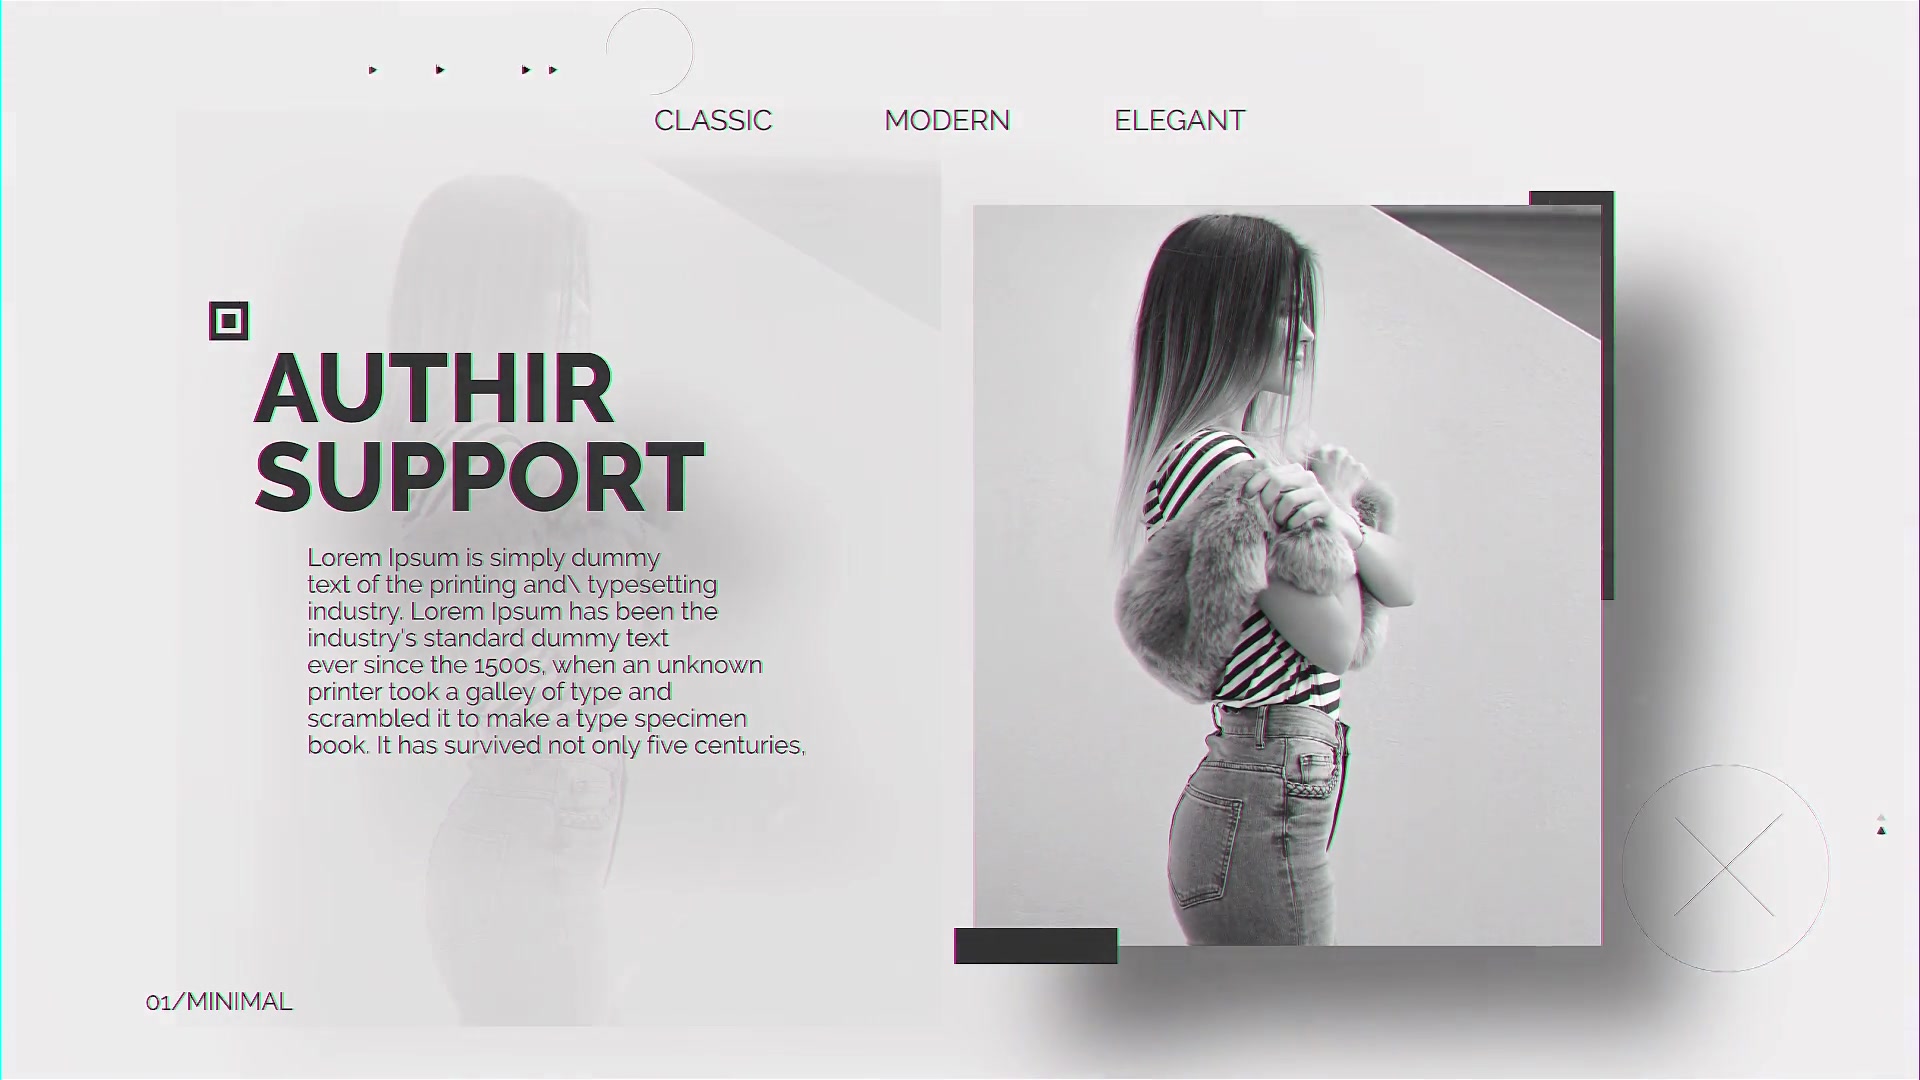 CLASSIC MODERN ELEGANT
AUTHIR
SUPPORT
Lorem Ipsum is simply dummy
text of the printing and\ typesetting
industry. Lorem Ipsum has been the
industry's standard dummy text
ever since the 1500s, when an unknown
printer took a galley of type and
scrambled it to make a type specimen
book. It has survived not only five centuries,
01/MINIMAL